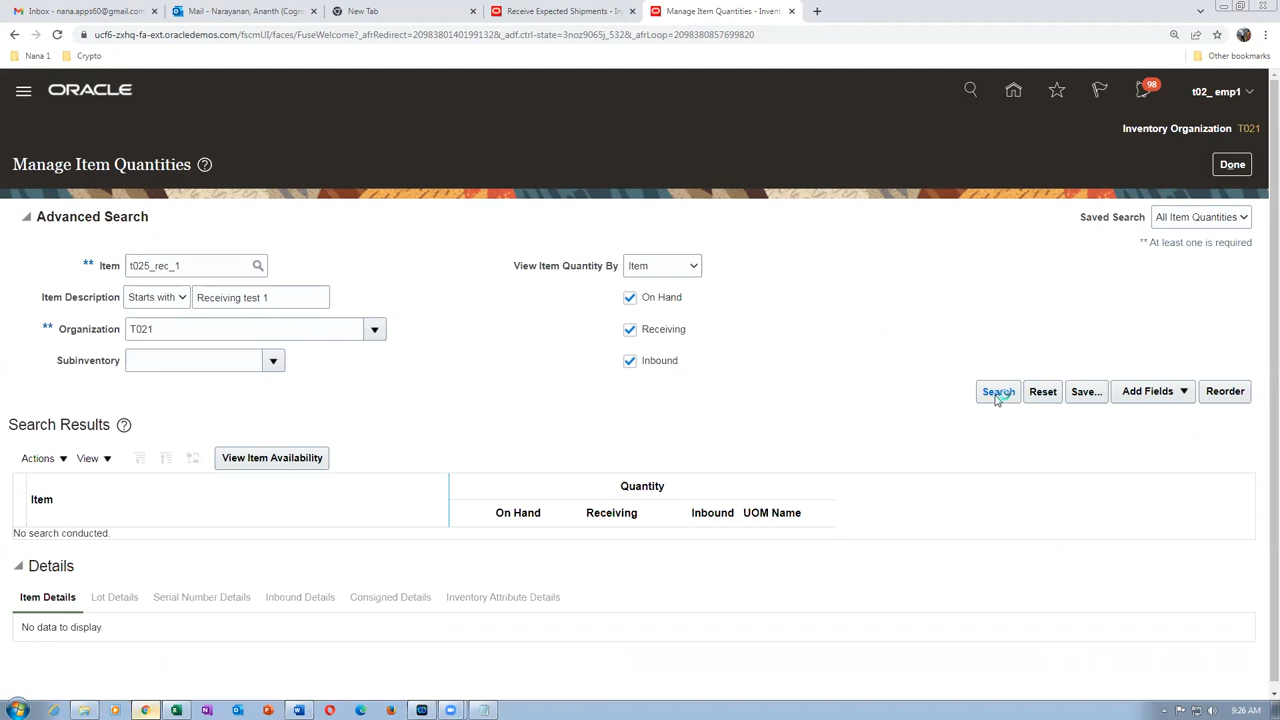 Inbox - nana.apps60@gmail.com
Mail - Narayanan, Ananth (Cogn
New Tab
Receive Expected Shipments - In
Manage Item Quantities - Invent
ucf6-zxhq-fa-ext.oracledemos.com/fscmUI/faces/FuseWelcome?_afrRedirect=20983801409199132&_adf.ctrl-state=3noz9065j_532&_afrLoop=20983808576998820
Nana 1
Crypto
Other bookmarks
ORACLE
98
t02_ emp1
Inventory Organization T021
Manage Item Quantities
Done
Advanced Search
Saved Search All Item Quantities
** At least one is required
** Item t025_rec_1
View Item Quantity By Item
Item Description Starts with Receiving test 1
On Hand
** Organization T021
Receiving
Subinventory
Inbound
Search Reset Save... Add Fields Reorder
Search Results
Actions View View Item Availability
Quantity
Item
On Hand Receiving Inbound UOM Name
No search conducted.
Details
Item Details Lot Details Serial Number Details Inbound Details Consigned Details Inventory Attribute Details
No data to display.
9:26 AM